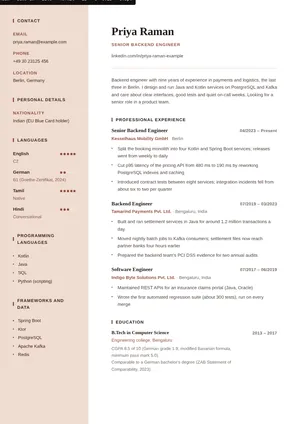 CONTACT
EMAIL
priya.raman@example.com
PHONE
+49 30 23125 456
LOCATION
Berlin, Germany
PERSONAL DETAILS
NATIONALITY
Indian (EU Blue Card holder)
LANGUAGES
English
C1
German
B1 (Goethe-Zertifikat, 2024)
Tamil
Native
Hindi
Conversational
PROGRAMMING
LANGUAGES
Kotlin
Java
SQL
Python (scripting)
FRAMEWORKS AND
DATA
Spring Boot
Ktor
PostgreSQL
Apache Kafka
Redis
Priya Raman
SENIOR BACKEND ENGINEER
linkedin.com/in/priyaraman-example
Backend engineer with nine years of experience in payments and logistics, the last
three in Berlin. I design and run Java and Kotlin services on PostgreSQL and Kafka
and care about clear interfaces, good tests and quiet on-call weeks. Looking for a
senior role in a product team.
PROFESSIONAL EXPERIENCE
Senior Backend Engineer
04/2023 – Present
Kesselhaus Mobility GmbH · Berlin
Split the ticketing monolith into four Kotlin and Spring Boot services; releases
went from weekly to daily
Cut p95 latency of the pricing API from 480 ms to 190 ms by reworking
PostgreSQL indexes and caching
Introduced contract tests between eight services; integration incidents fell from
about six to two per quarter
Backend Engineer
07/2019 – 03/2023
Tamarind Payments Pvt. Ltd. · Bengaluru, India
Built and ran settlement services in Java for around 1.2 million transactions a
day
Moved nightly batch jobs to Kafka consumers; settlement files now reach
partner banks four hours earlier
Prepared the backend team's PCI DSS evidence for two annual audits
Software Engineer
07/2017 – 06/2019
Indigo Byte Solutions Pvt. Ltd. · Bengaluru, India
Maintained REST APIs for an insurance claims portal (Java, Oracle)
Wrote the first automated regression suite (about 300 tests), run on every
merge
EDUCATION
B.Tech in Computer Science
2013 – 2017
Engineering college, Bengaluru
CGPA 8.5 of 10 (German grade 1.9, modified Bavarian formula,
minimum pass mark 5.0).
Comparable to a German bachelor's degree (ZAB Statement of
Comparability, 2023).